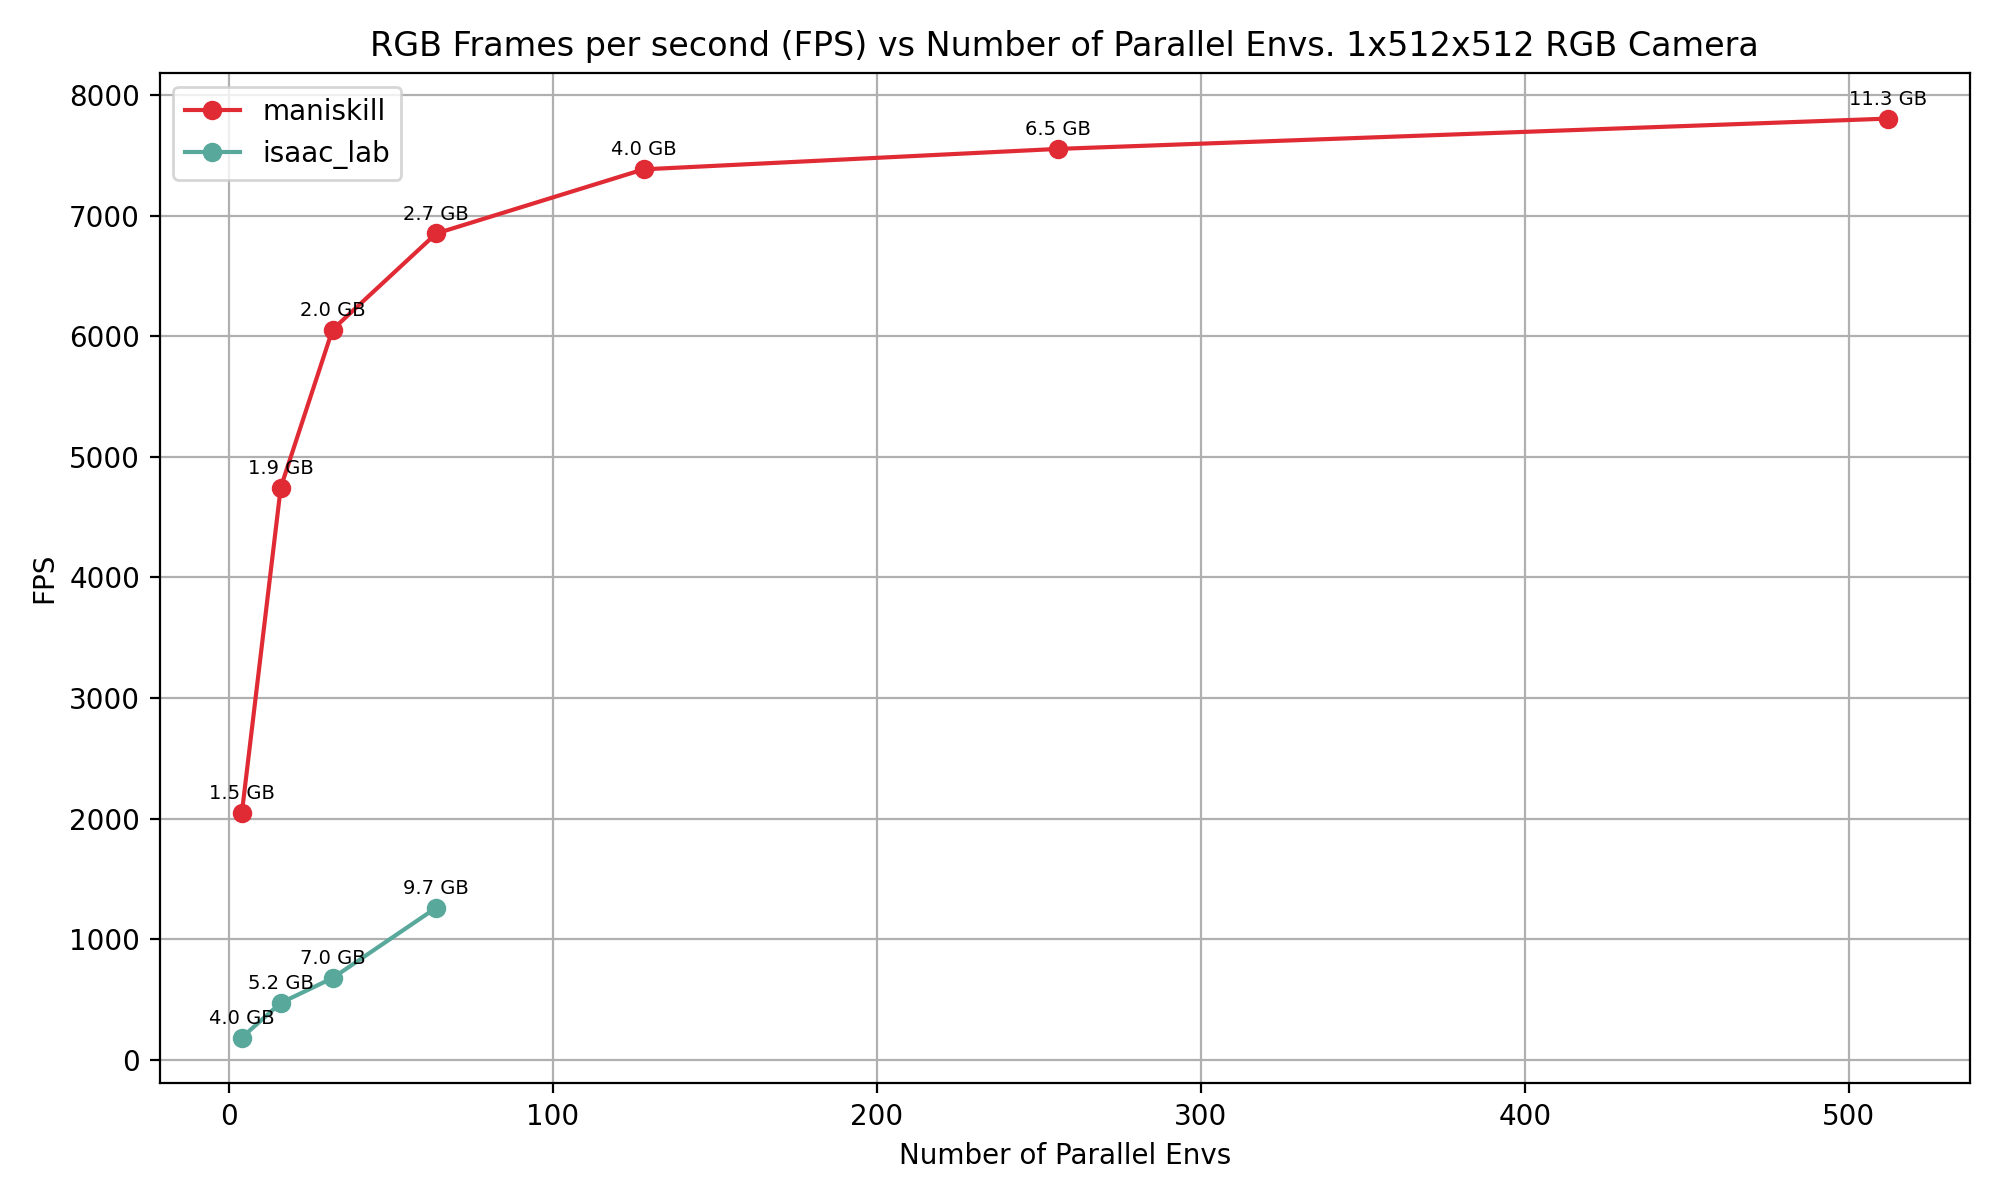 RGB Frames per second (FPS) vs Number of Parallel Envs. 1x512x512 RGB Camera
maniskill
isaac_lab
8000
7000
6000
5000
4000
3000
2000
1000
0
FPS
11.3 GB
6.5 GB
4.0 GB
2.7 GB
2.0 GB
1.9 GB
1.5 GB
9.7 GB
7.0 GB
5.2 GB
4.0 GB
0 100 200 300 400 500
Number of Parallel Envs